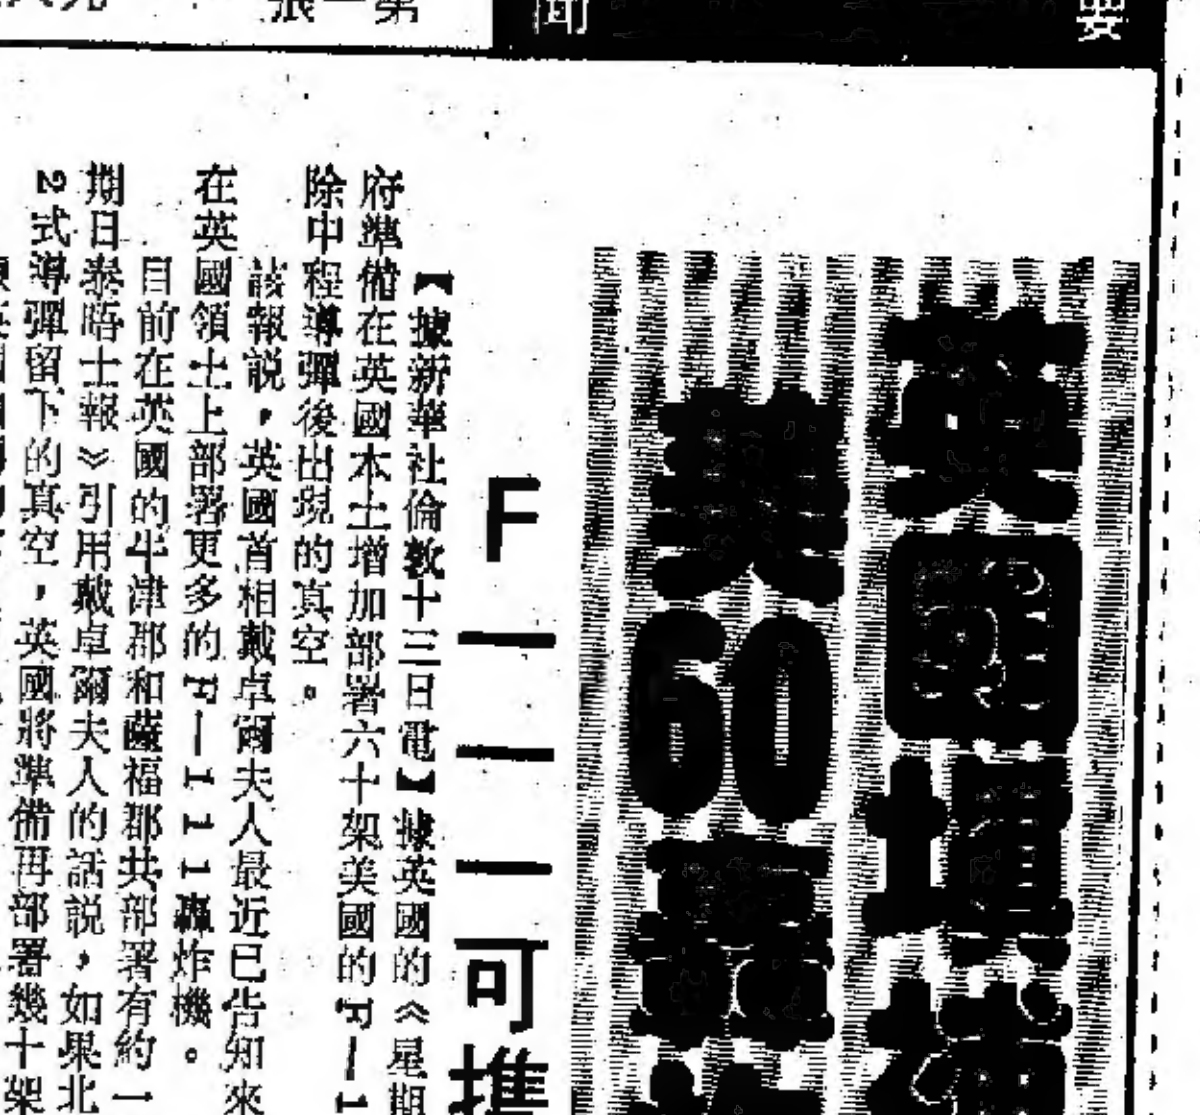 要
聞
第一張
英國增
美60轟
F一一一可攜
【據新華社倫敦十三日電】據英國的《星期
府準備在英國本土增加部署六十架美國的F—1
除中程導彈後出現的真空。
該報説，英國首相戴卓爾夫人最近已告知來
在英國領土上部署更多的F—111轟炸機。
目前在英國的牛津郡和薩福郡共部署有約一
期日泰晤士報》引用戴卓爾夫人的話説，如果北
2式導彈留下的真空，英國將準備再部署幾十架